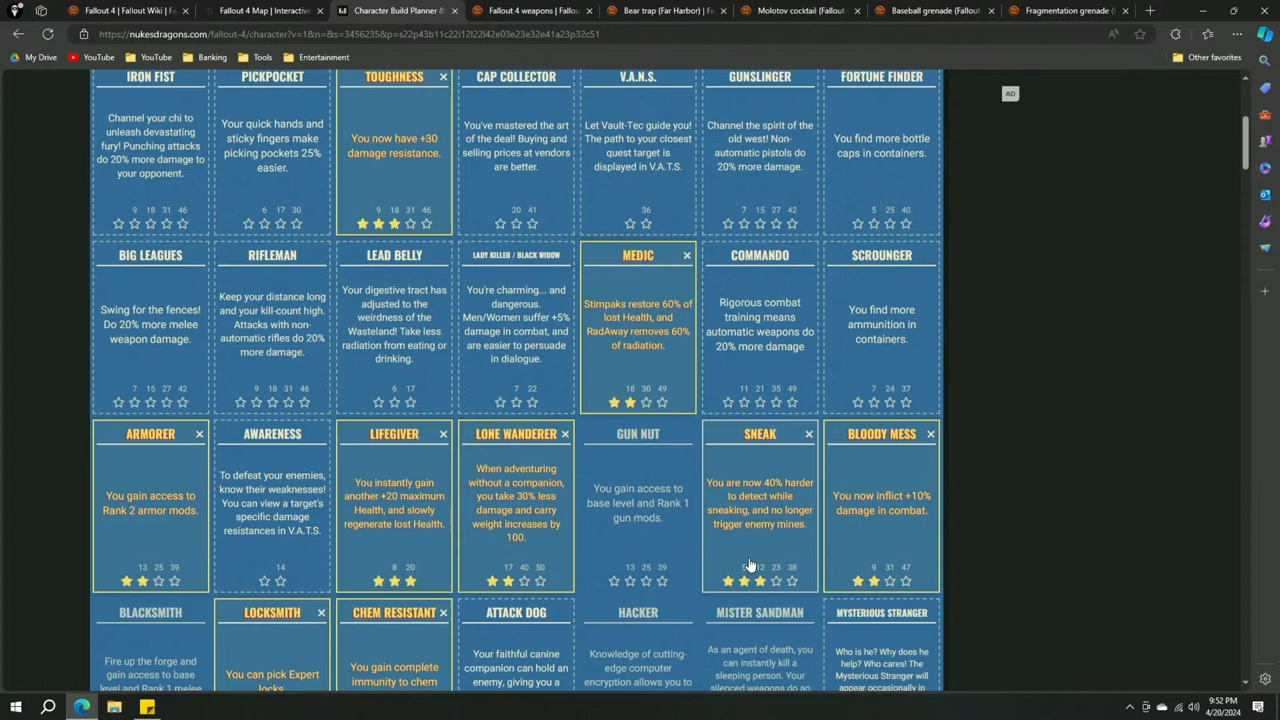 Fallout 4 | Fallout Wiki | F
Fallout 4 Map | Interactive
Character Build Planner &
Fallout 4 weapons | Fallou
Bear trap (Far Harbor) | Fa
Molotov cocktail (Fallout
Baseball grenade (Fallout
Fragmentation grenade (
https://nukesdragons.com/fallout-4/character?v=1&n=&s=3456235&p=
My Drive
YouTube
YouTube
Banking
Tools
Entertainment
Other favorites
AD
IRON FIST
Channel your chi to
unleash devastating
fury! Punching attacks
do 20% more damage to
your opponent.
9 18 31 46
PICKPOCKET
Your quick hands and
sticky fingers make
picking pockets 25%
easier.
6 17 30
TOUGHNESS ×
You now have +30
damage resistance.
9 18 31 46
CAP COLLECTOR
You've mastered the art
of the deal! Buying and
selling prices at vendors
are better.
20 41
V.A.N.S.
Let Vault-Tec guide you!
The path to your closest
quest target is
displayed in V.A.T.S.
36
GUNSLINGER
Channel the spirit of the
old west! Non-
automatic pistols do
20% more damage.
7 15 27 42
FORTUNE FINDER
You find more bottle
caps in containers.
5 25 40
BIG LEAGUES
Swing for the fences!
Do 20% more melee
weapon damage.
7 15 27 42
RIFLEMAN
Keep your distance long
and your kill-count high.
Attacks with non-
automatic rifles do 20%
more damage.
9 18 31 46
LEAD BELLY
Your digestive tract has
adjusted to the
weirdness of the
Wasteland! Take less
radiation from eating or
drinking.
6 17
LADY KILLER / BLACK WIDOW
You're charming... and
dangerous.
Men/Women suffer +5%
damage in combat, and
are easier to persuade
in dialogue.
7 22
MEDIC ×
Stimpaks restore 60% of
lost Health, and
RadAway removes 60%
of radiation.
18 30 49
COMMANDO
Rigorous combat
training means
automatic weapons do
20% more damage
11 21 35 49
SCROUNGER
You find more
ammunition in
containers.
7 24 37
ARMORER ×
You gain access to
Rank 2 armor mods.
13 25 39
AWARENESS
To defeat your enemies,
know their weaknesses!
You can view a target's
specific damage
resistances in V.A.T.S.
14
LIFEGIVER ×
You instantly gain
another +20 maximum
Health, and slowly
regenerate lost Health.
8 20
LONE WANDERER ×
When adventuring
without a companion,
you take 30% less
damage and carry
weight increases by
100.
17 40 50
GUN NUT
You gain access to
base level and Rank 1
gun mods.
13 25 39
SNEAK ×
You are now 40% harder
to detect while
sneaking, and no longer
trigger enemy mines.
5 12 23 38
BLOODY MESS ×
You now inflict +10%
damage in combat.
9 31 47
BLACKSMITH
Fire up the forge and
gain access to base
level and Rank 1 melee
LOCKSMITH ×
You can pick Expert
locks.
CHEM RESISTANT ×
You gain complete
immunity to chem
ATTACK DOG
Your faithful canine
companion can hold an
enemy, giving you a
HACKER
Knowledge of cutting-
edge computer
encryption allows you to
MISTER SANDMAN
As an agent of death, you
can instantly kill a
sleeping person. Your
silenced weapons do an
MYSTERIOUS STRANGER
Who is he? Why does
he help? Who cares! The
Mysterious Stranger will
appear occasionally in
9:52 PM
4/20/2024